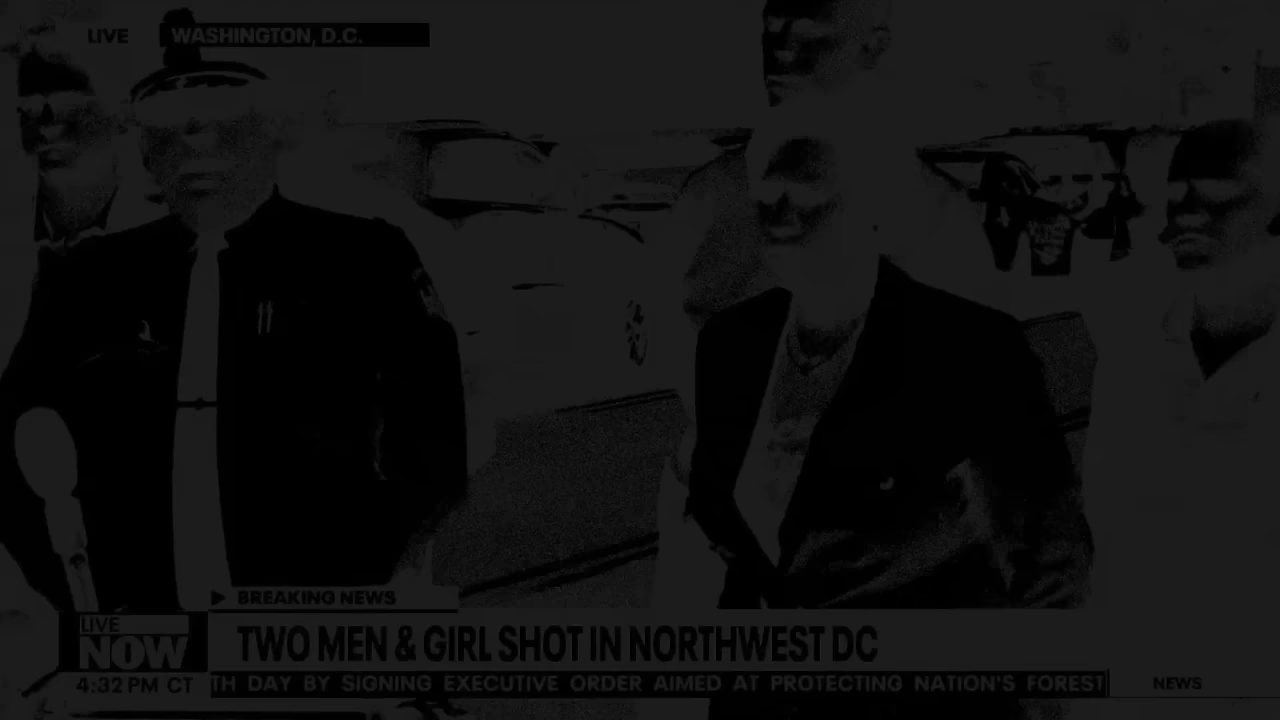 LIVE WASHINGTON, D.C.
BREAKING NEWS
LIVE
NOW
TWO MEN & GIRL SHOT IN NORTHWEST DC
4:32 PM CT
TH DAY BY SIGNING EXECUTIVE ORDER AIMED AT PROTECTING NATION'S FOREST
NEWS